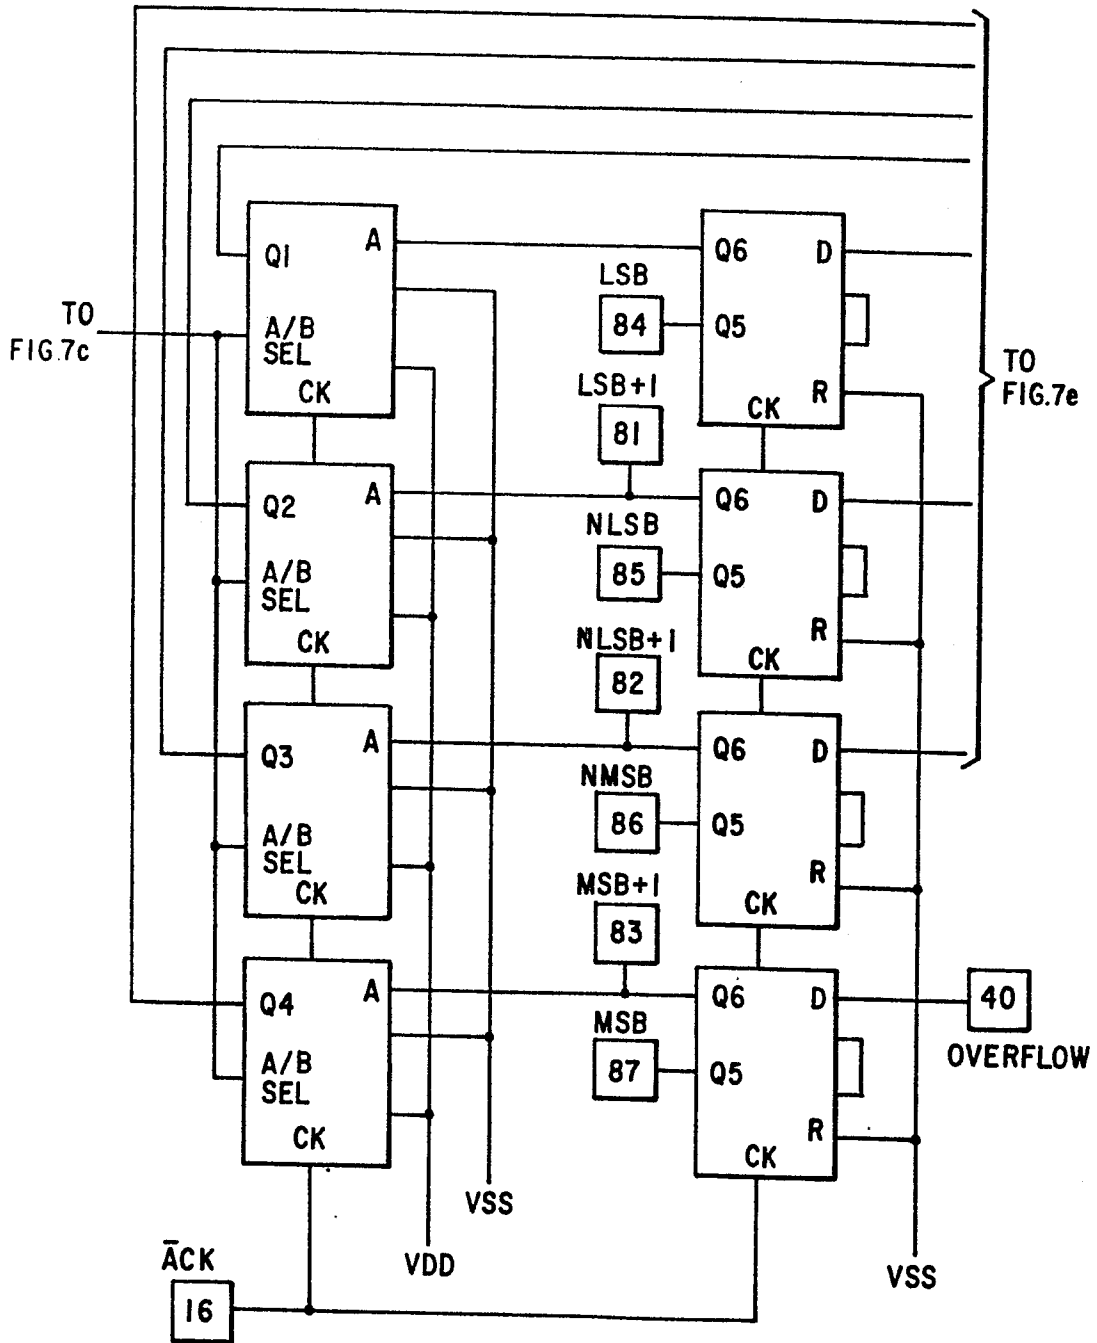 Q1 A
A/B
SEL
CK
Q2 A
A/B
SEL
CK
Q3 A
A/B
SEL
CK
Q4 A
A/B
SEL
CK
TO
FIG.7c
LSB
84
LSB+1
81
NLSB
85
NLSB+1
82
NMSB
86
MSB+1
83
MSB
87
Q6 D
Q5
R
CK
Q6 D
Q5
R
CK
Q6 D
Q5
R
CK
Q6 D
Q5
R
CK
TO
FIG.7e
40
OVERFLOW
VSS
VDD
VSS
A̅CK
16